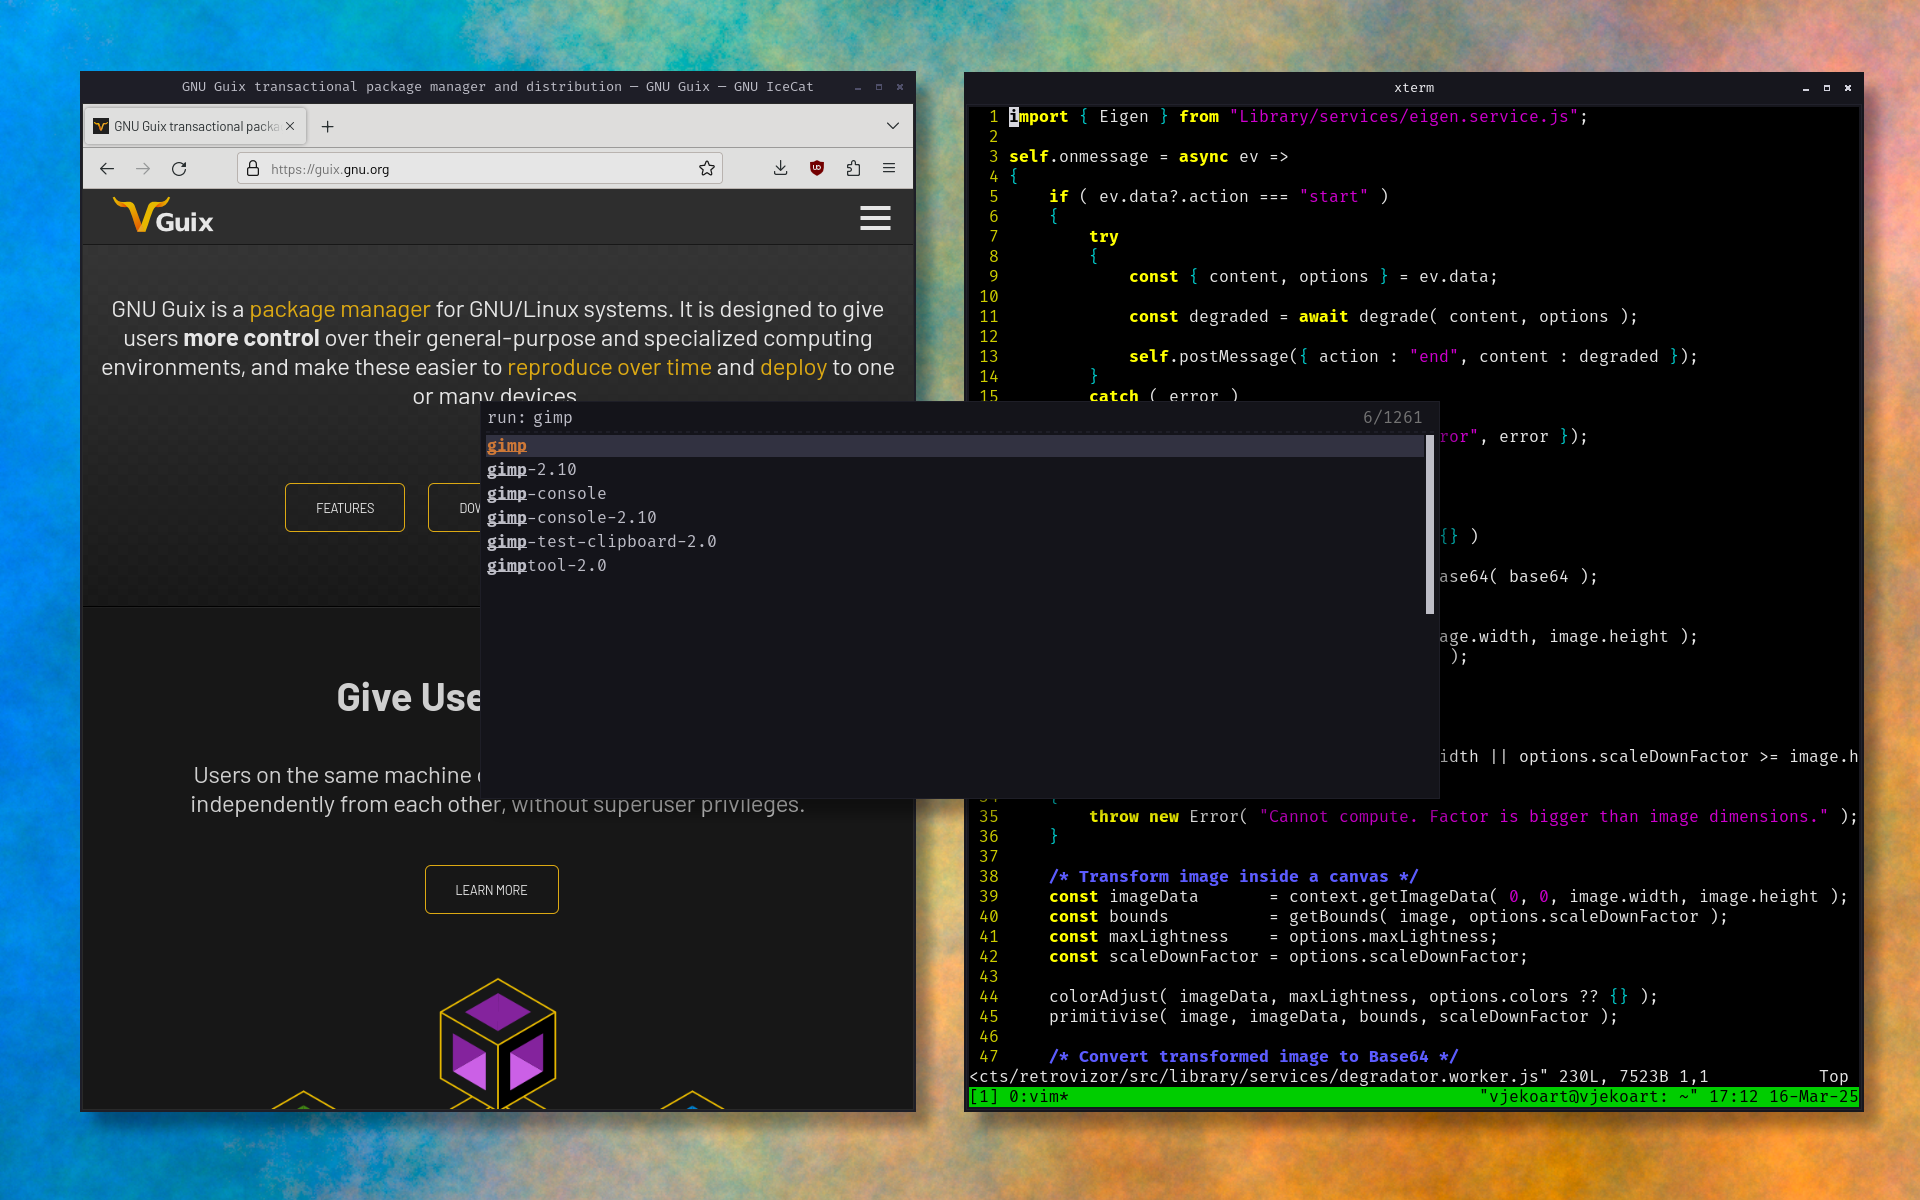 GNU Guix transactional package manager and distribution — GNU Guix — GNU IceCat
GNU Guix transactional packa
https://guix.gnu.org
Guix
GNU Guix is a package manager for GNU/Linux systems. It is designed to give
users more control over their general-purpose and specialized computing
environments, and make these easier to reproduce over time and deploy to one
or many devices
FEATURES
DOW
Give Use
Users on the same machine
independently from each other, without superuser privileges.
LEARN MORE
run: gimp 6/1261
gimp
gimp-2.10
gimp-console
gimp-console-2.10
gimp-test-clipboard-2.0
gimptool-2.0
xterm
1 import { Eigen } from "Library/services/eigen.service.js";
2
3 self.onmessage = async ev =>
4 {
5 if ( ev.data?.action === "start" )
6 {
7 try
8 {
9 const { content, options } = ev.data;
10
11 const degraded = await degrade( content, options );
12
13 self.postMessage({ action : "end", content : degraded });
14 }
15 catch ( error )
ror", error });
{} )
ase64( base64 );
age.width, image.height );
);
idth || options.scaleDownFactor >= image.h
34 {
35 throw new Error( "Cannot compute. Factor is bigger than image dimensions." );
36 }
37
38 /* Transform image inside a canvas */
39 const imageData = context.getImageData( 0, 0, image.width, image.height );
40 const bounds = getBounds( image, options.scaleDownFactor );
41 const maxLightness = options.maxLightness;
42 const scaleDownFactor = options.scaleDownFactor;
43
44 colorAdjust( imageData, maxLightness, options.colors ?? {} );
45 primitivise( image, imageData, bounds, scaleDownFactor );
46
47 /* Convert transformed image to Base64 */
<cts/retrovizor/src/library/services/degradator.worker.js" 230L, 7523B 1,1 Top
[1] 0:vim* "vjekoart@vjekoart: ~" 17:12 16-Mar-25